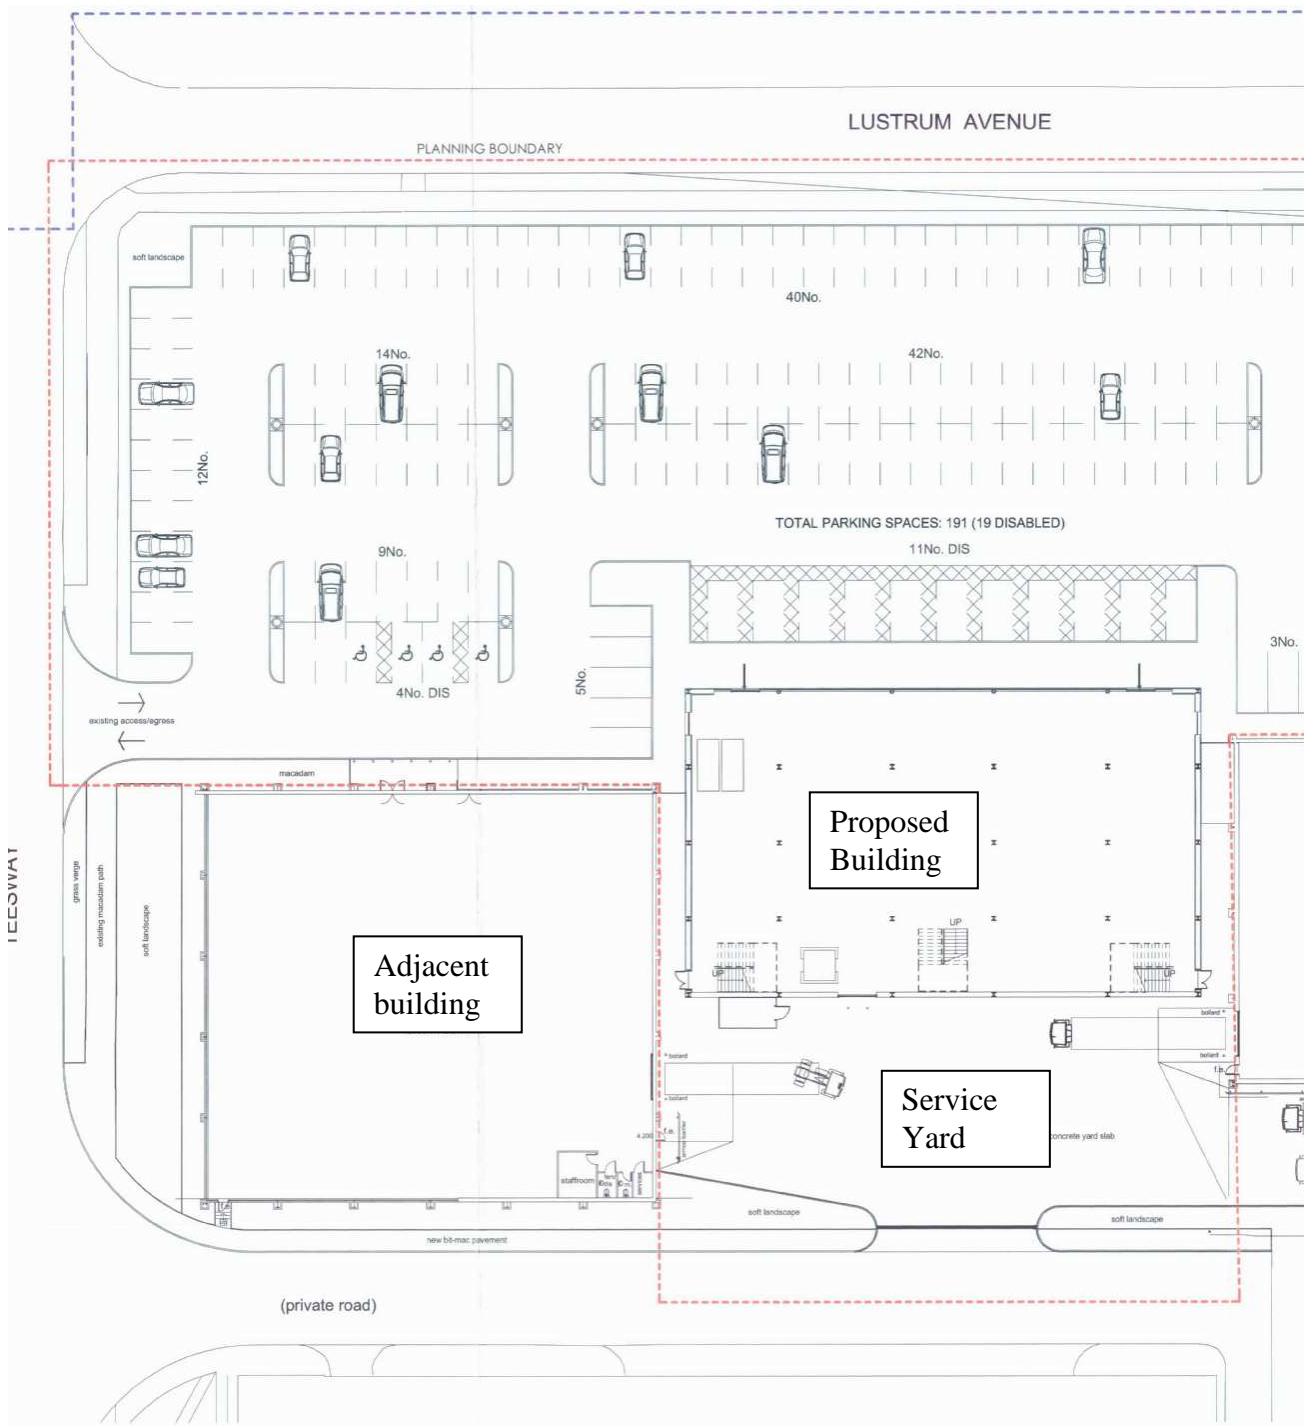 LUSTRUM AVENUE
PLANNING BOUNDARY
soft landscape
40No.
14No.
42No.
12No.
TOTAL PARKING SPACES: 191 (19 DISABLED)
9No.
11No. DIS
3No.
5No.
4No. DIS
existing access/egress
macadam
Proposed
Building
TEESWAY
grass verge
existing macadam path
soft landscape
UP
Adjacent
building
UP
UP
bollard
bollard
bollard
f.e.
bollard
Service
Yard
4.200
f.e.
concrete yard slab
staffroom
soft landscape
soft landscape
new bit-mac pavement
(private road)